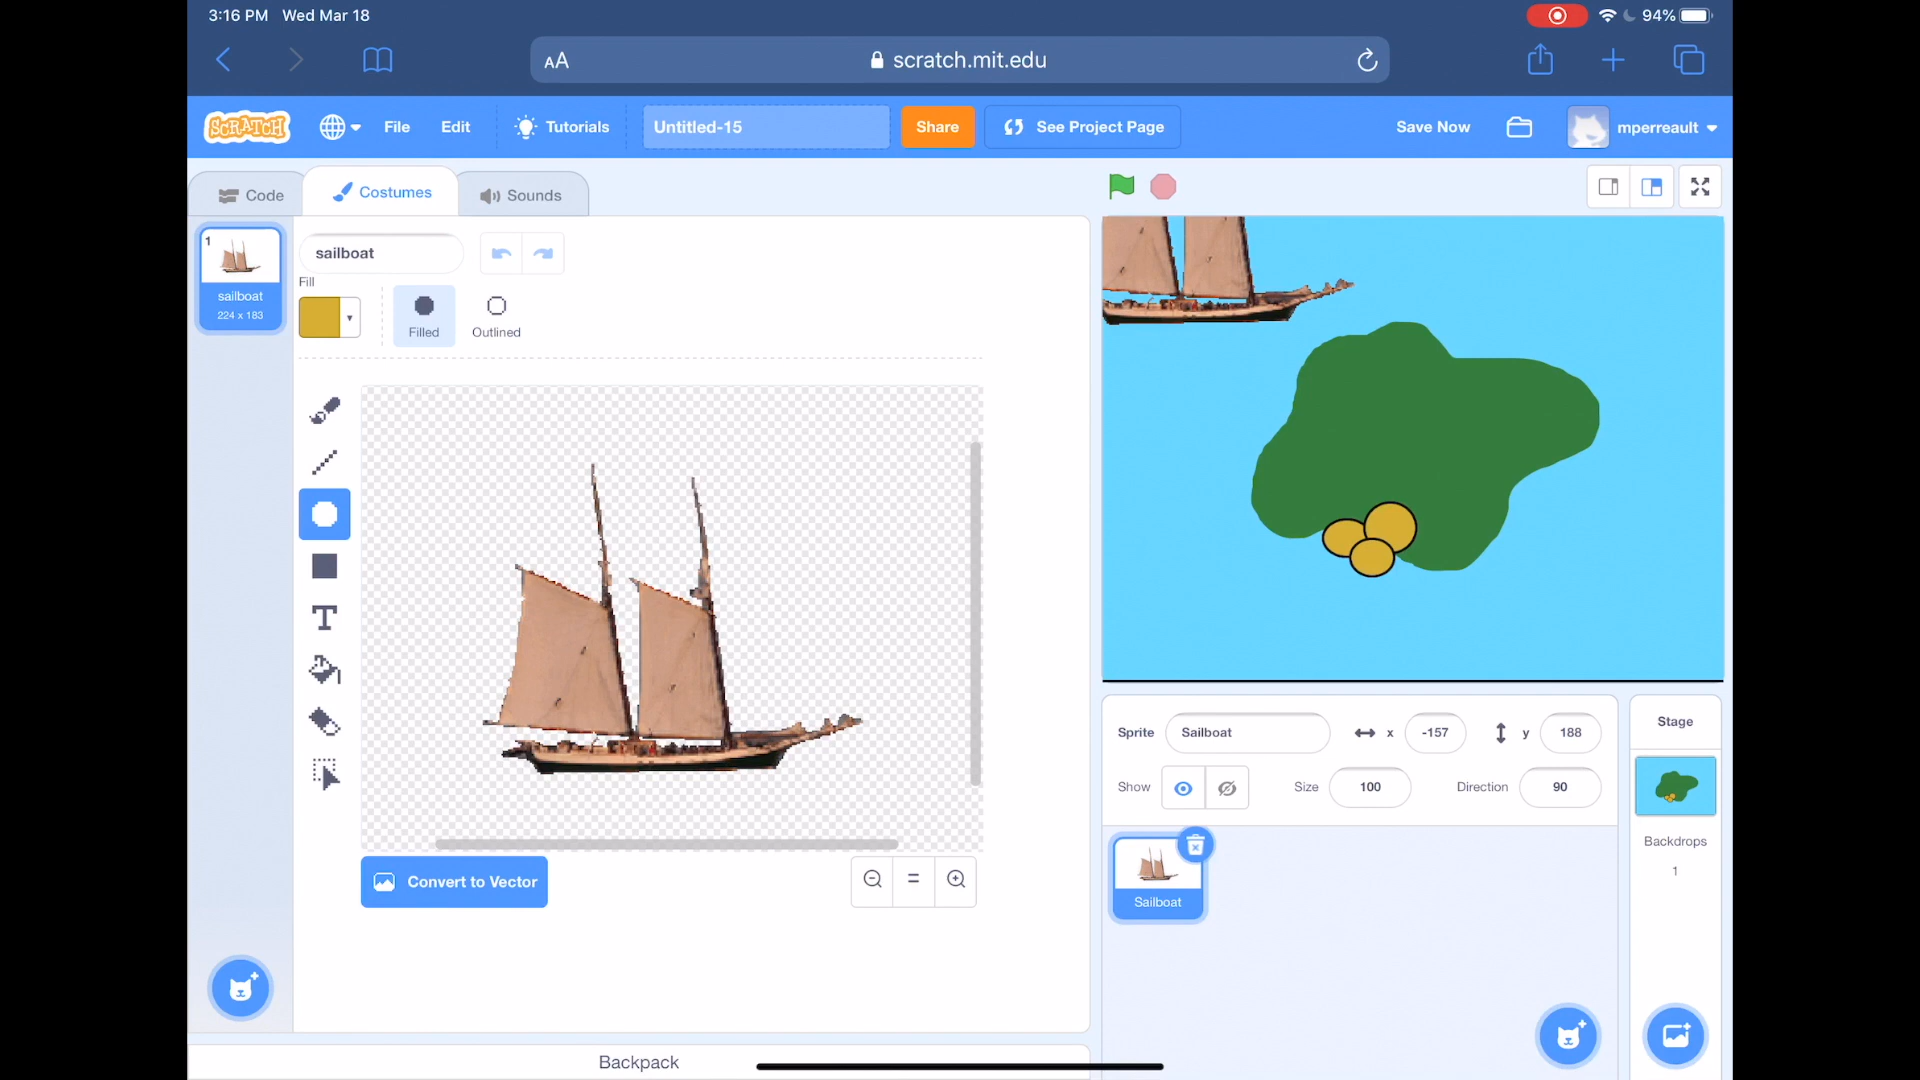 3:16 PM Wed Mar 18
94%
AA
scratch.mit.edu
SCRATCH
File
Edit
Tutorials
Untitled-15
Share
See Project Page
Save Now
mperreault
Code
Costumes
Sounds
1
sailboat
224 x 183
sailboat
Fill
Filled
Outlined
T
Convert to Vector
=
Backpack
Sprite
Sailboat
x
-157
y
188
Show
Size
100
Direction
90
Sailboat
Stage
Backdrops
1